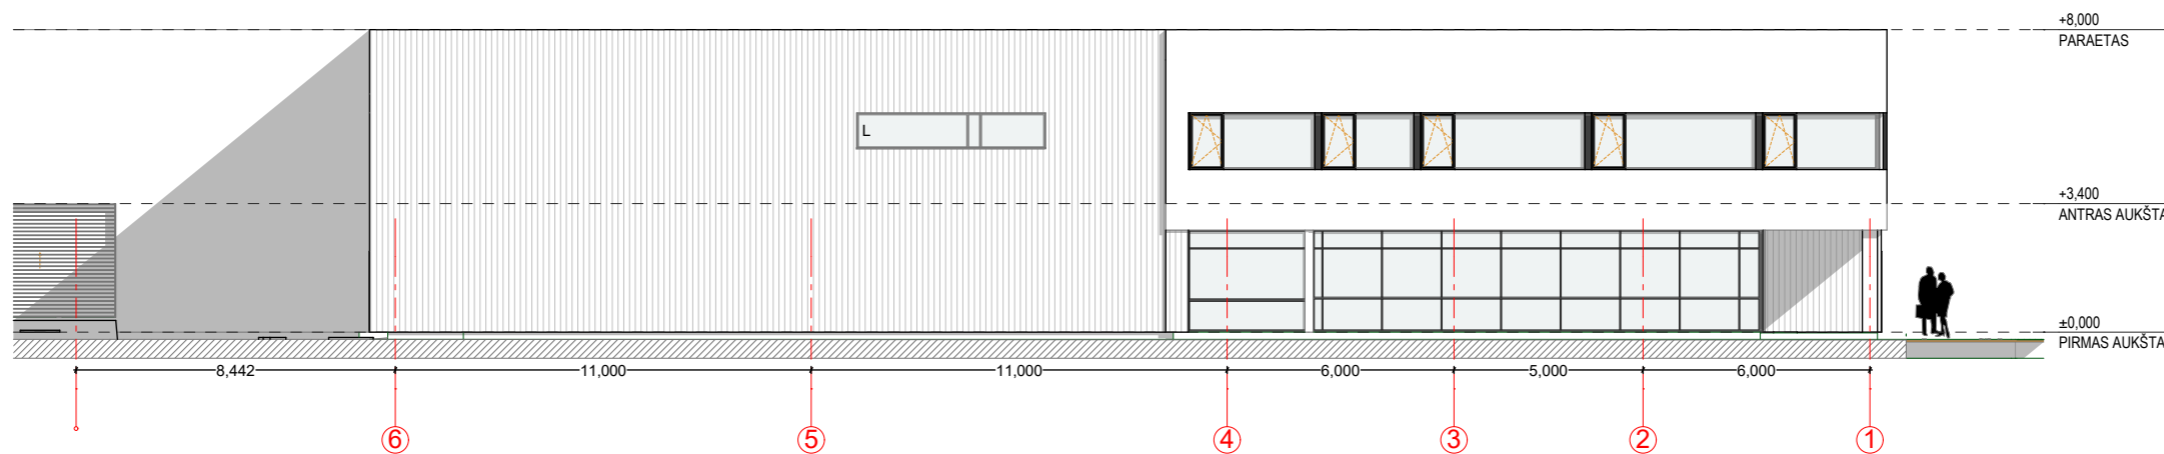 +8,000
PARAETAS
L
+3,400
ANTRAS AUKŠTA
±0,000
PIRMAS AUKŠTA
8,442 11,000 11,000 6,000 5,000 6,000
6 5 4 3 2 1